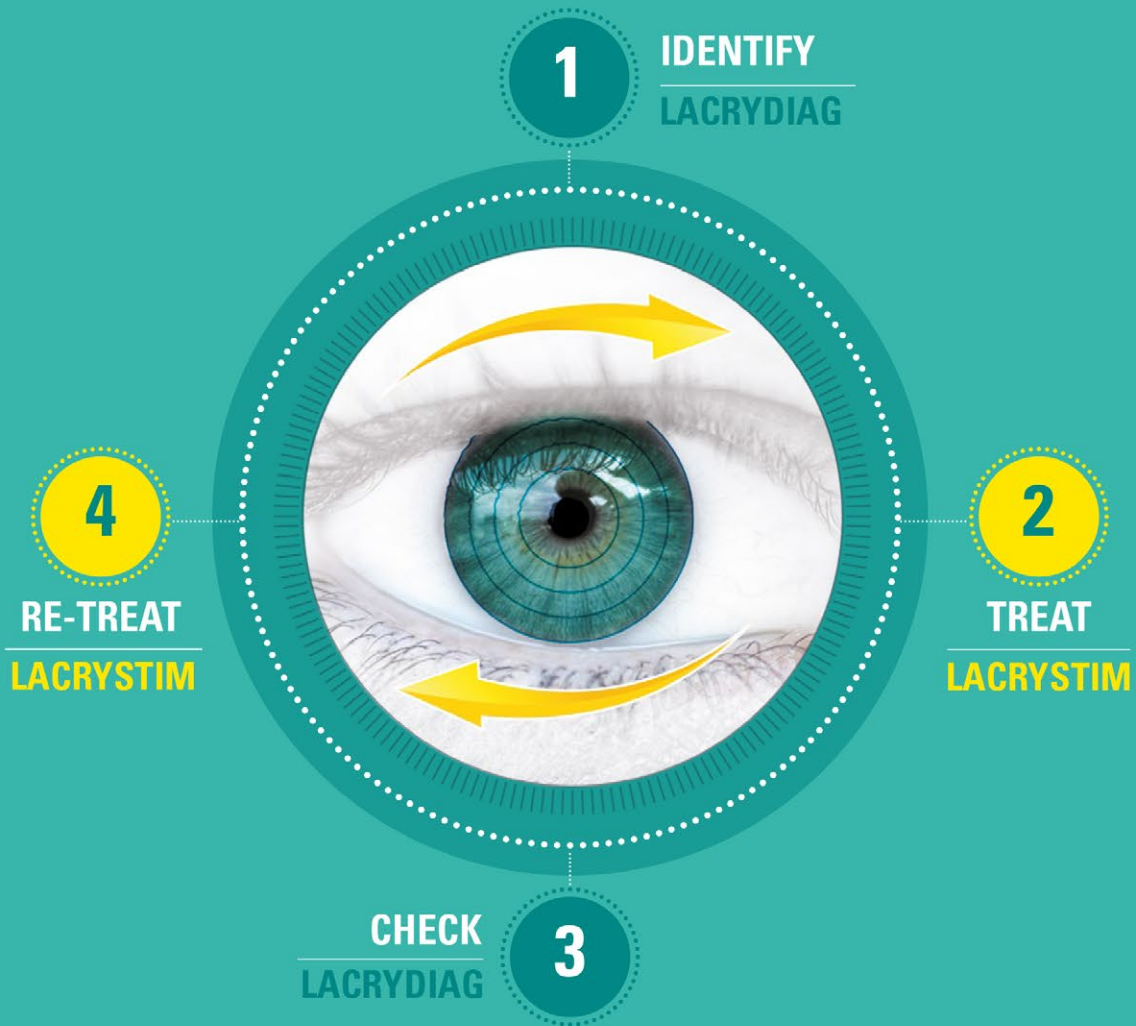 1
IDENTIFY
LACRYDIAG
2
TREAT
LACRYSTIM
CHECK
LACRYDIAG
3
4
RE-TREAT
LACRYSTIM